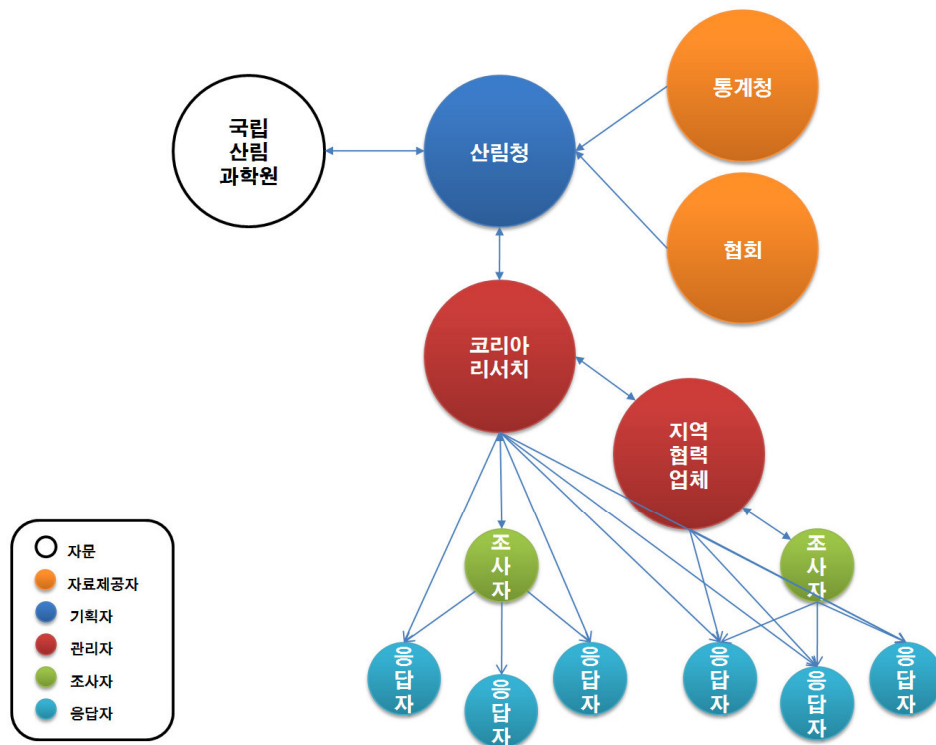 국립
산림
과학원
산림청
통계청
협회
코리아
리서치
지역
협력
업체
조
사
자
조
사
자
응
답
자
응
답
자
응
답
자
응
답
자
응
답
자
응
답
자
자문
자료제공자
기획자
관리자
조사자
응답자